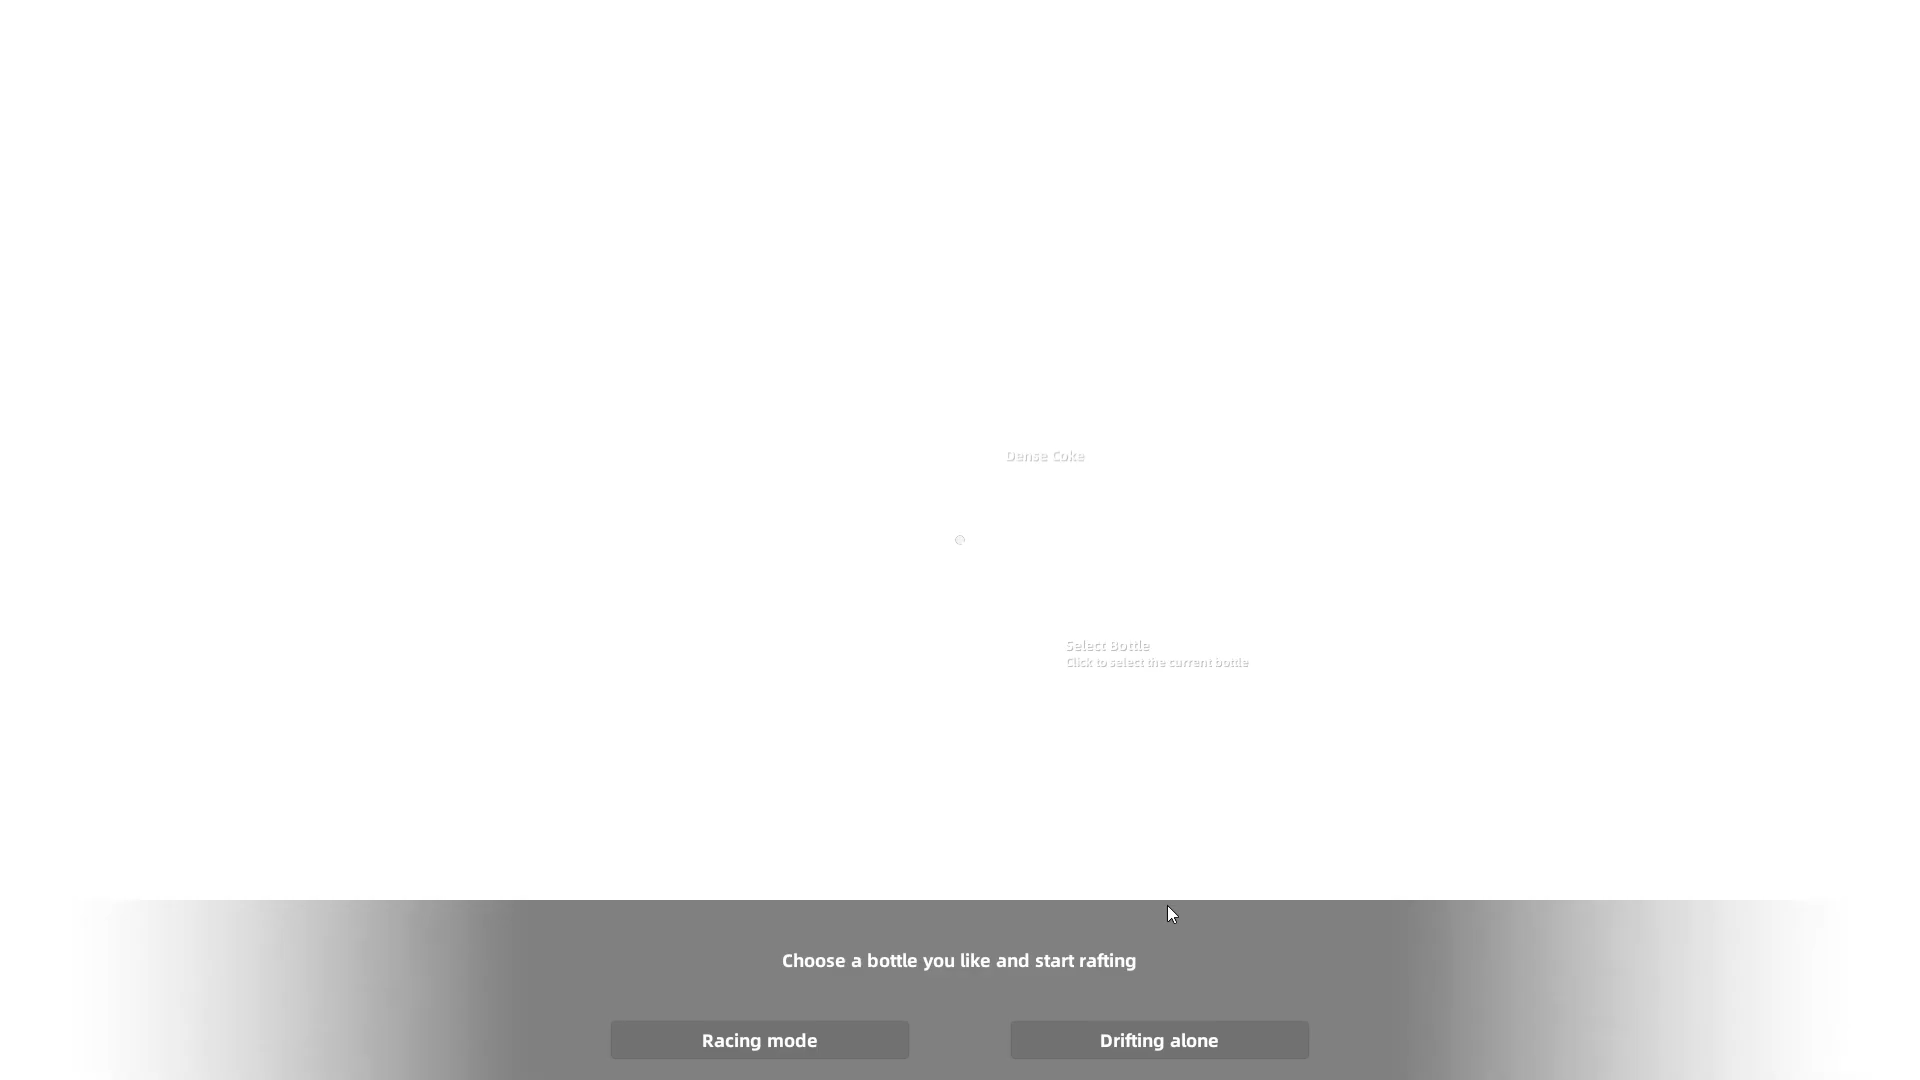 Dense Coke
Select Bottle
Click to select the current bottle
Choose a bottle you like and start rafting
Racing mode
Drifting alone